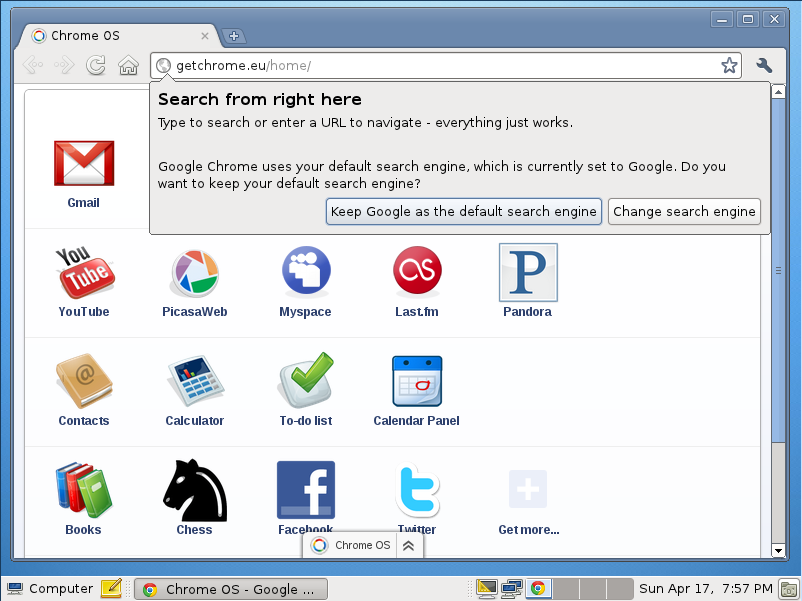 Chrome OS
getchrome.eu/home/
Search from right here
Type to search or enter a URL to navigate - everything just works.
Google Chrome uses your default search engine, which is currently set to Google. Do you
want to keep your default search engine?
Keep Google as the default search engine
Change search engine
Gmail
You
Tube
YouTube
PicasaWeb
Myspace
Last.fm
P
Pandora
@
Contacts
Calculator
To-do list
Calendar Panel
Books
Chess
f
Facebook
t
Twitter
Get more...
Chrome OS
Computer
Chrome OS - Google ...
Sun Apr 17, 7:57 PM